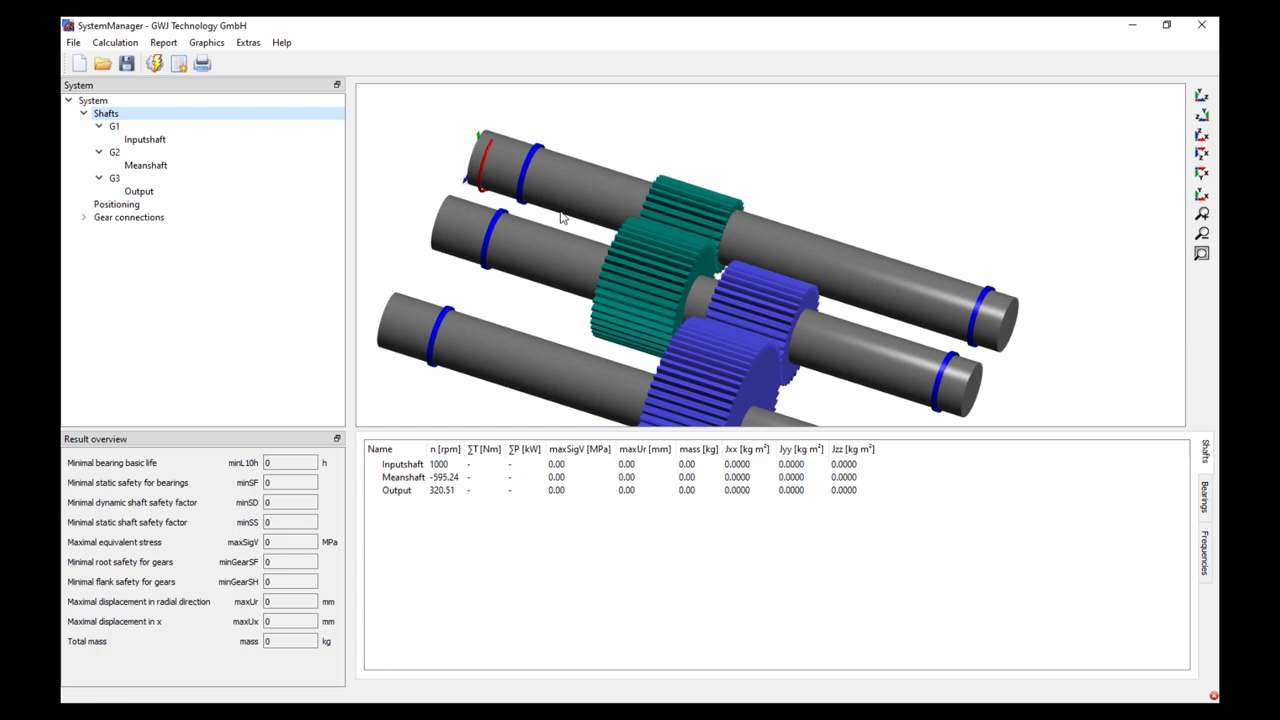 SystemManager - GWJ Technology GmbH
File Calculation Report Graphics Extras Help
System
System
Shafts
G1
Inputshaft
G2
Meanshaft
G3
Output
Positioning
Gear connections
Result overview
Minimal bearing basic life minL10h 0 h
Minimal static safety for bearings minSF 0
Minimal dynamic shaft safety factor minSD 0
Minimal static shaft safety factor minSS 0
Maximal equivalent stress maxSigV 0 MPa
Minimal root safety for gears minGearSF 0
Minimal flank safety for gears minGearSH 0
Maximal displacement in radial direction maxUr 0 mm
Maximal displacement in x maxUx 0 mm
Total mass mass 0 kg
Name n [rpm] ∑T [Nm] ∑P [kW] maxSigV [MPa] maxUr [mm] mass [kg] Jxx [kg m²] Jyy [kg m²] Jzz [kg m²]
Inputshaft 1000 - - 0.00 0.00 0.00 0.0000 0.0000 0.0000
Meanshaft -595.24 - - 0.00 0.00 0.00 0.0000 0.0000 0.0000
Output 320.51 - - 0.00 0.00 0.00 0.0000 0.0000 0.0000
Shafts
Bearings
Frequencies